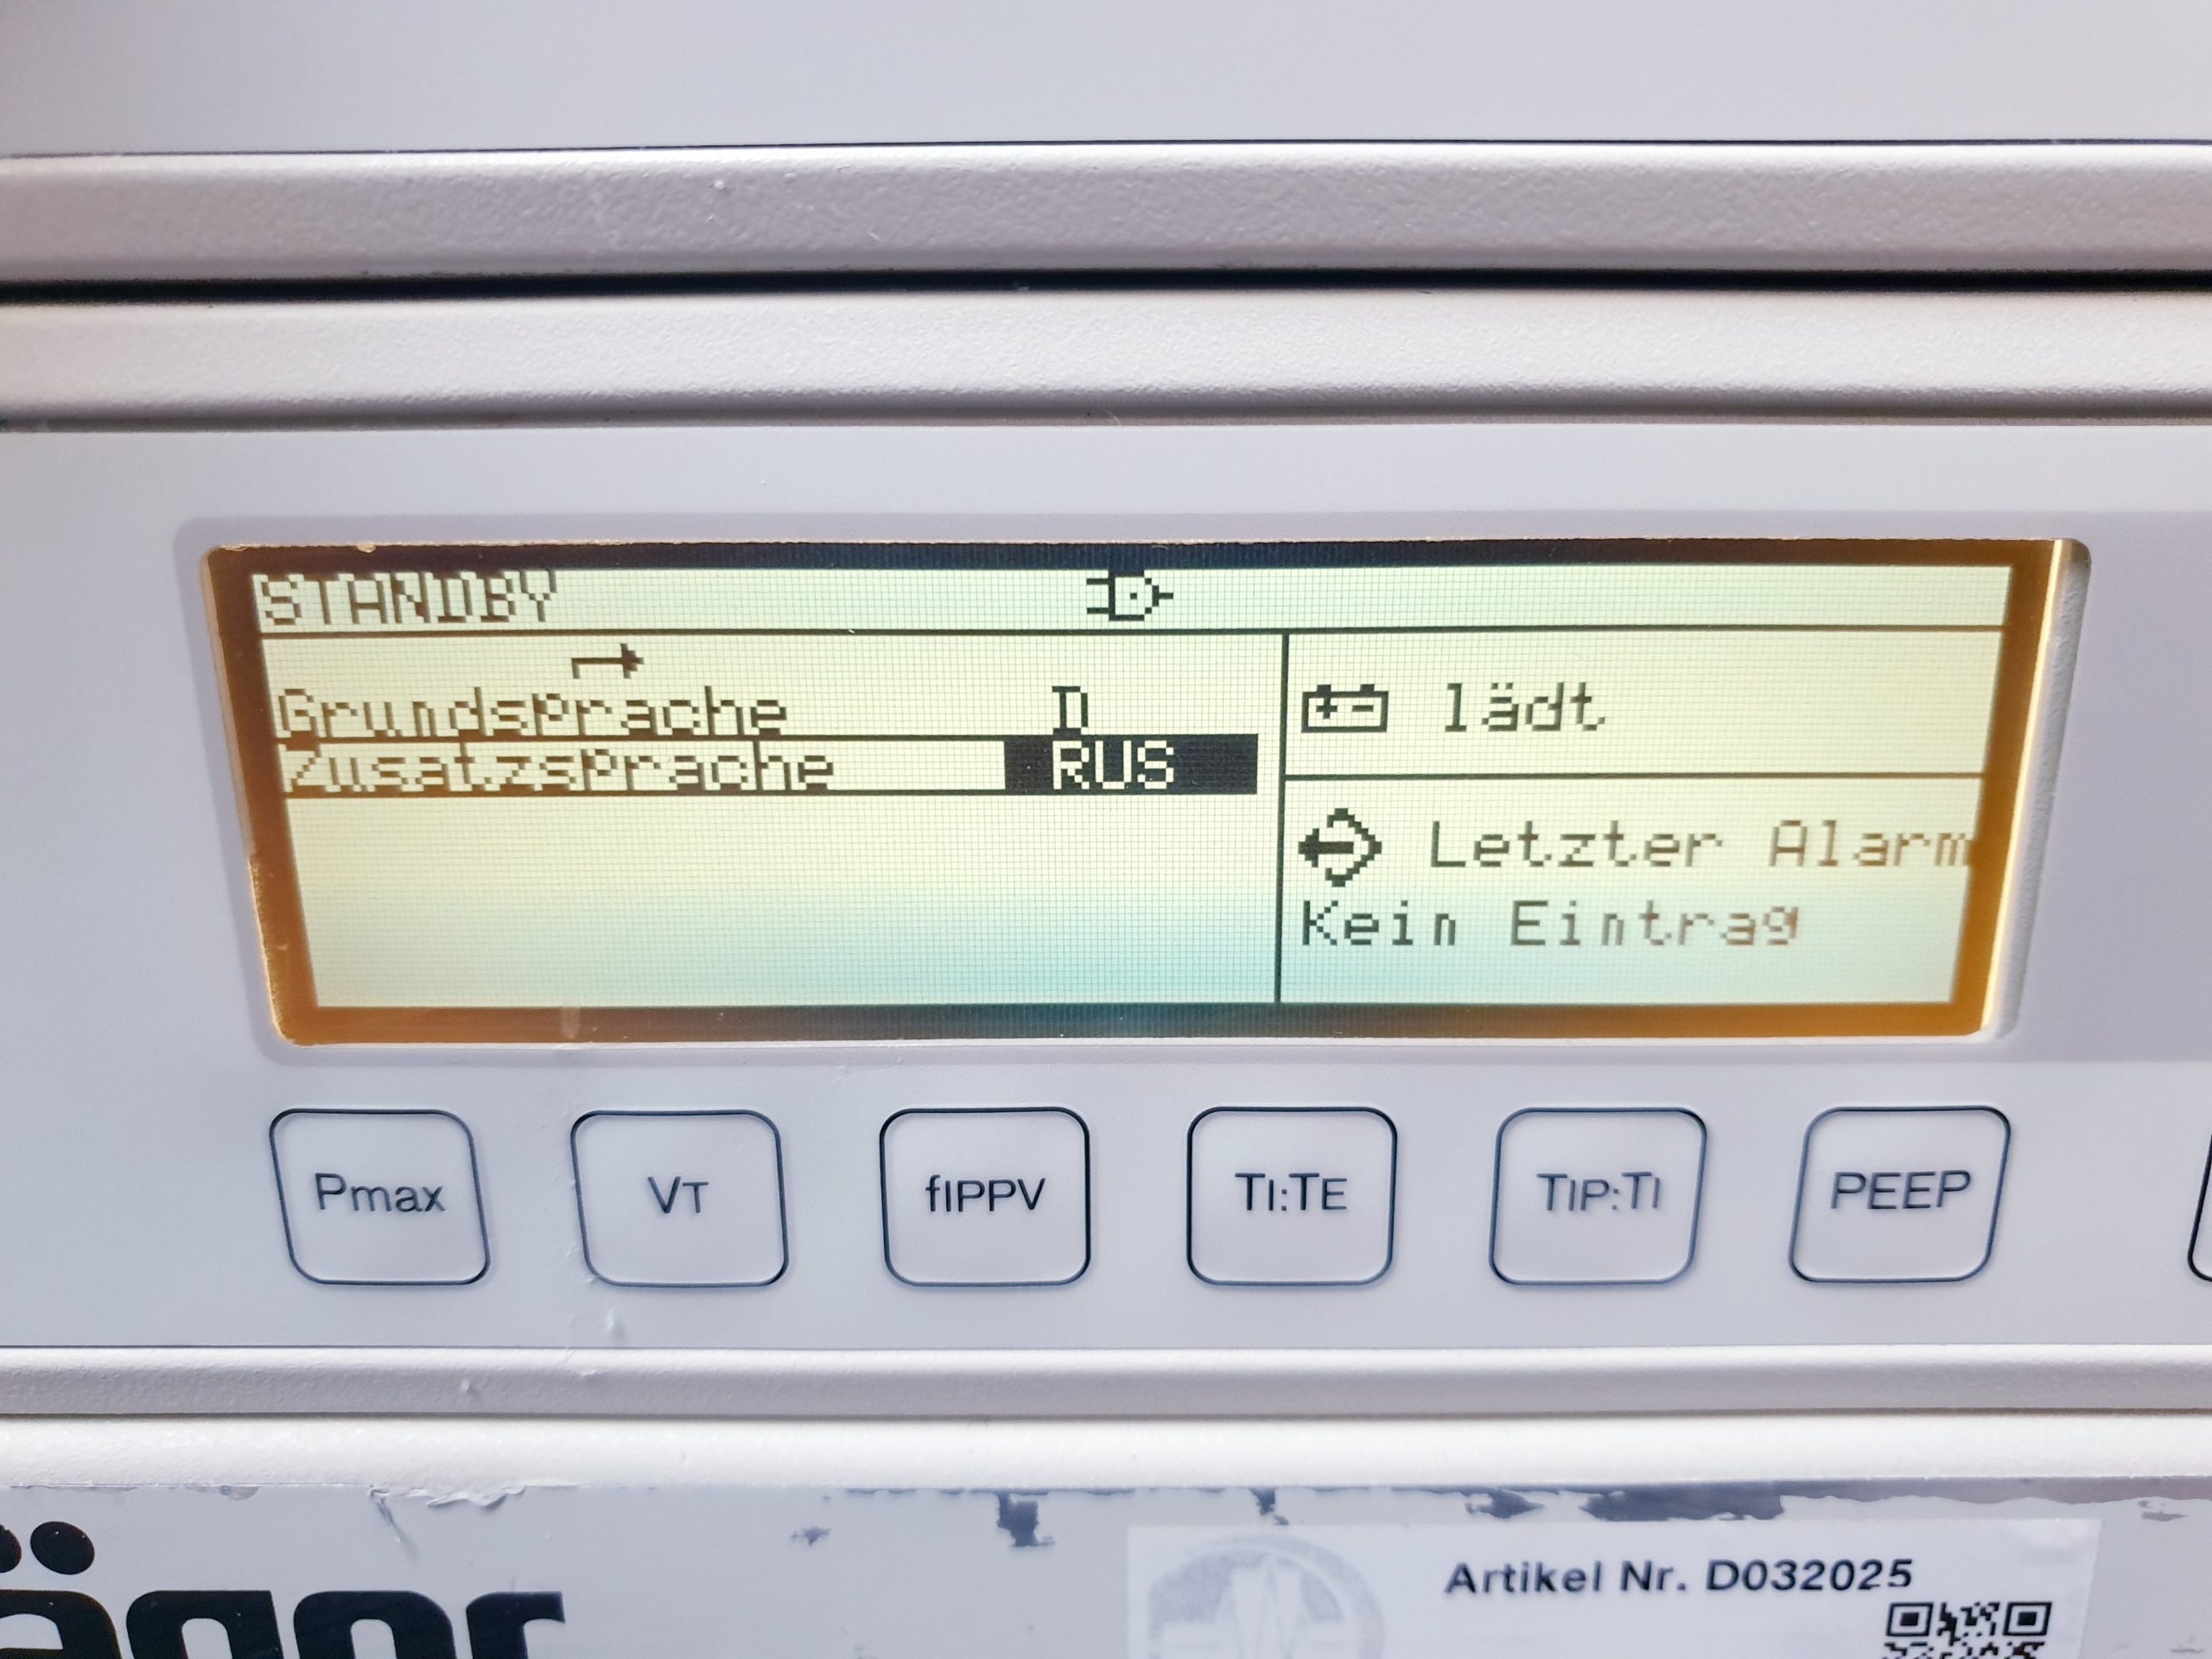 STANDBY
Grundsprache D
Zusatzsprache RUS
lädt
Letzter Alarm
Kein Eintrag
Pmax VT fIPPV TI:TE TIP:TI PEEP
äger
Artikel Nr. D032025